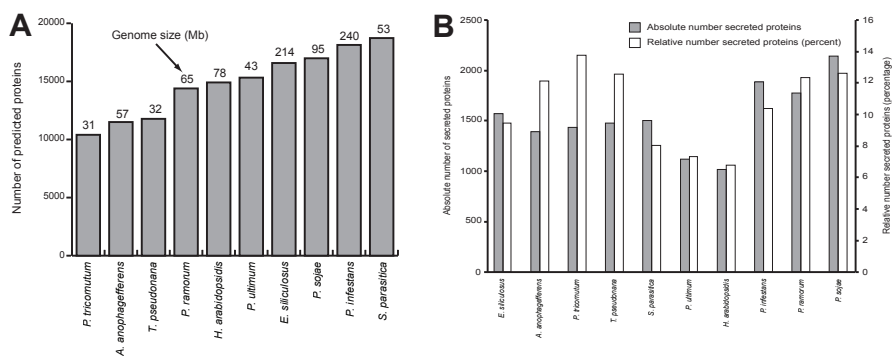 A
Number of predicted proteins
20000
15000
10000
5000
0
Genome size (Mb)
31
57
32
65
78
43
214
95
240
53
P. tricornutum
A. anophagefferens
T. pseudonana
P. ramorum
H. arabidopsidis
P. ultimum
E. siliculosus
P. sojae
P. infestans
S. parasitica
B
Absolute number of secreted proteins
2500
2000
1500
1000
500
0
Absolute number secreted proteins
Relative number secreted proteins (percent)
16
14
12
10
8
6
4
2
0
Relative number secreted proteins (percentage)
E. siliculosus
A. anophagefferens
P. tricornutum
T. pseudonana
S. parasitica
P. ultimum
H. arabidopsidis
P. infestans
P. ramorum
P. sojae